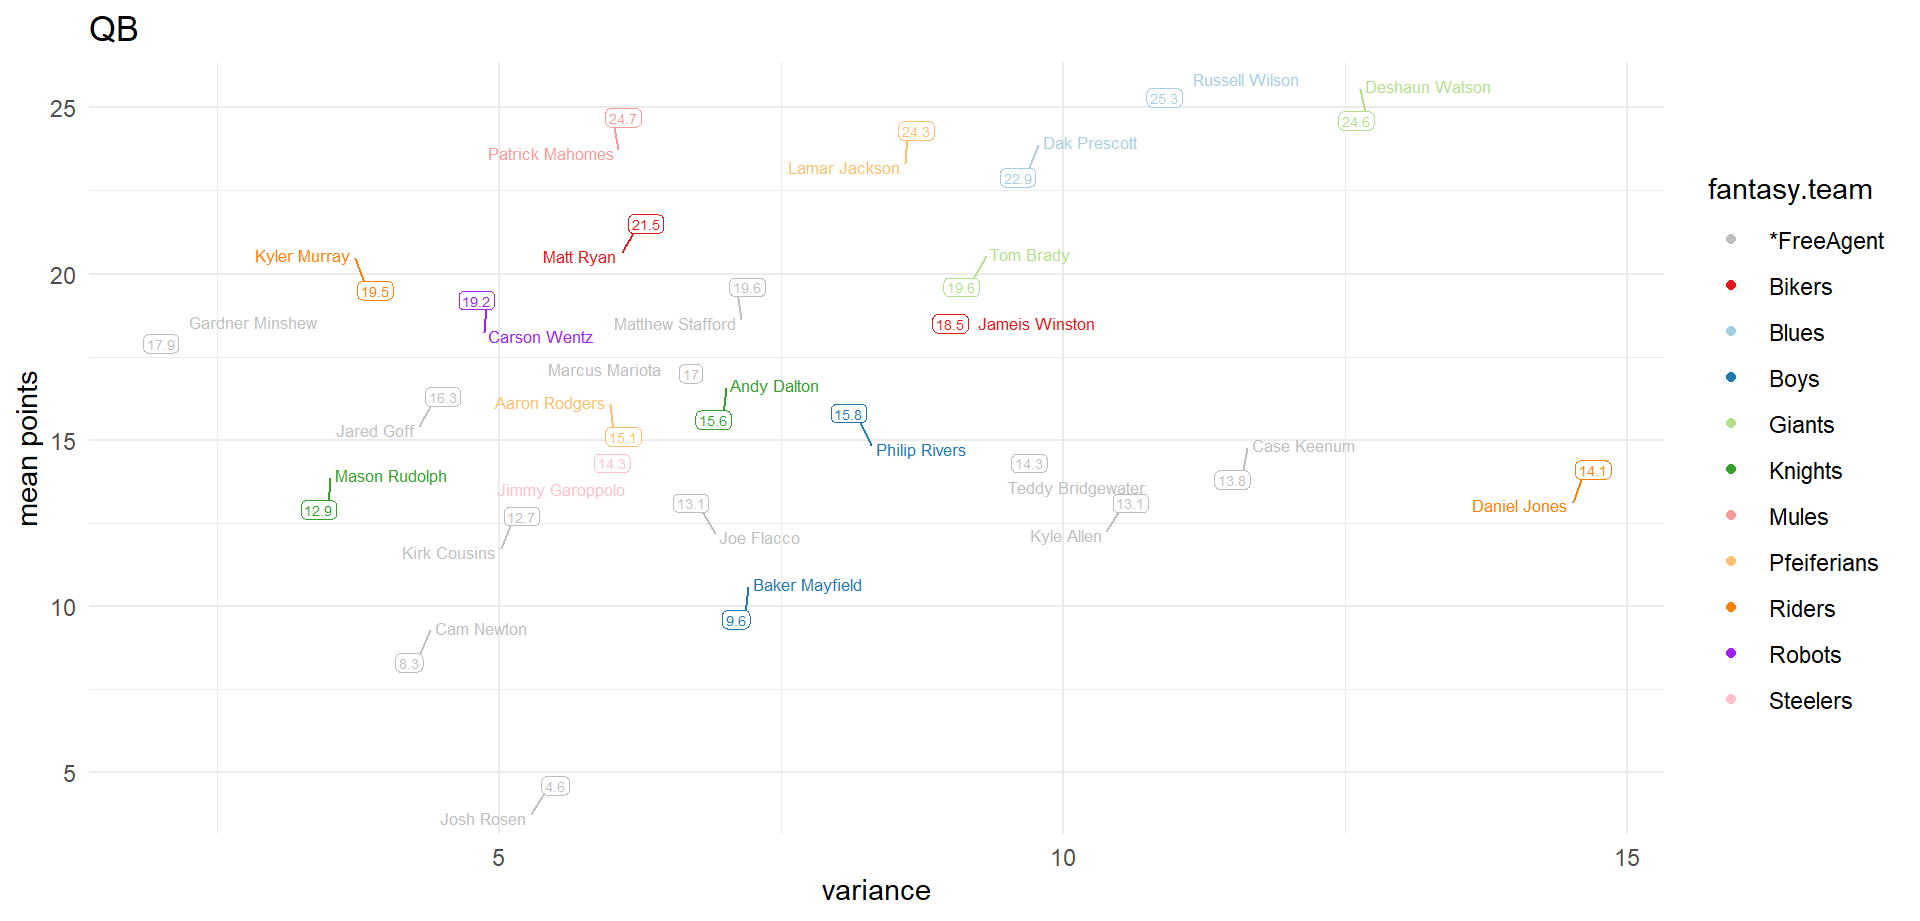 QB
Russell Wilson
25.3
Deshaun Watson
24.6
24.7
Patrick Mahomes
24.3
Lamar Jackson
Dak Prescott
22.9
21.5
Matt Ryan
Kyler Murray
19.5
Tom Brady
19.6
19.2
Carson Wentz
19.6
Matthew Stafford
18.5 Jameis Winston
Gardner Minshew
17.9
Marcus Mariota 17
16.3
Jared Goff
Aaron Rodgers
15.1
Andy Dalton
15.6
15.8
Philip Rivers
14.3
Jimmy Garoppolo
14.3
Teddy Bridgewater
Case Keenum
13.8
14.1
Daniel Jones
Mason Rudolph
12.9
12.7
Kirk Cousins
13.1
Joe Flacco
13.1
Kyle Allen
Baker Mayfield
9.6
Cam Newton
8.3
4.6
Josh Rosen
25
20
15
10
5
mean points
5 10 15
variance
fantasy.team
*FreeAgent
Bikers
Blues
Boys
Giants
Knights
Mules
Pfeiferians
Riders
Robots
Steelers